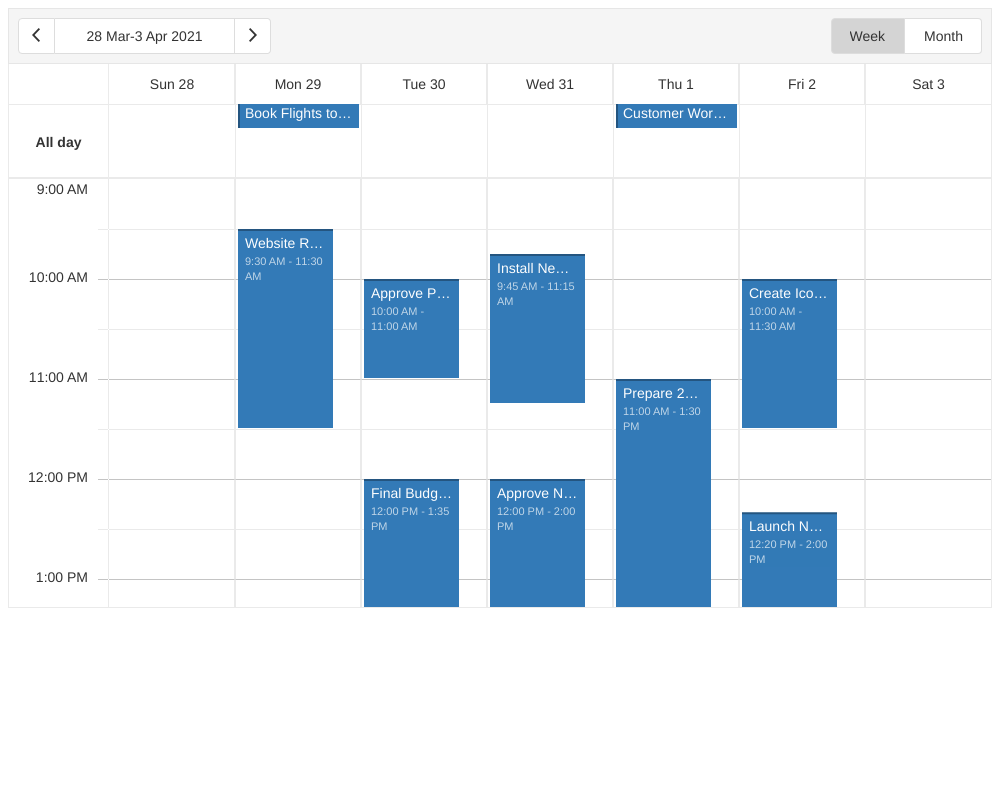 28 Mar-3 Apr 2021
Week
Month
Sun 28
Mon 29
Tue 30
Wed 31
Thu 1
Fri 2
Sat 3
All day
Book Flights to…
Customer Wor…
9:00 AM
10:00 AM
11:00 AM
12:00 PM
1:00 PM
Website R…
9:30 AM - 11:30
AM
Approve P…
10:00 AM -
11:00 AM
Final Budg…
12:00 PM - 1:35
PM
Install Ne…
9:45 AM - 11:15
AM
Approve N…
12:00 PM - 2:00
PM
Prepare 2…
11:00 AM - 1:30
PM
Create Ico…
10:00 AM -
11:30 AM
Launch N…
12:20 PM - 2:00
PM